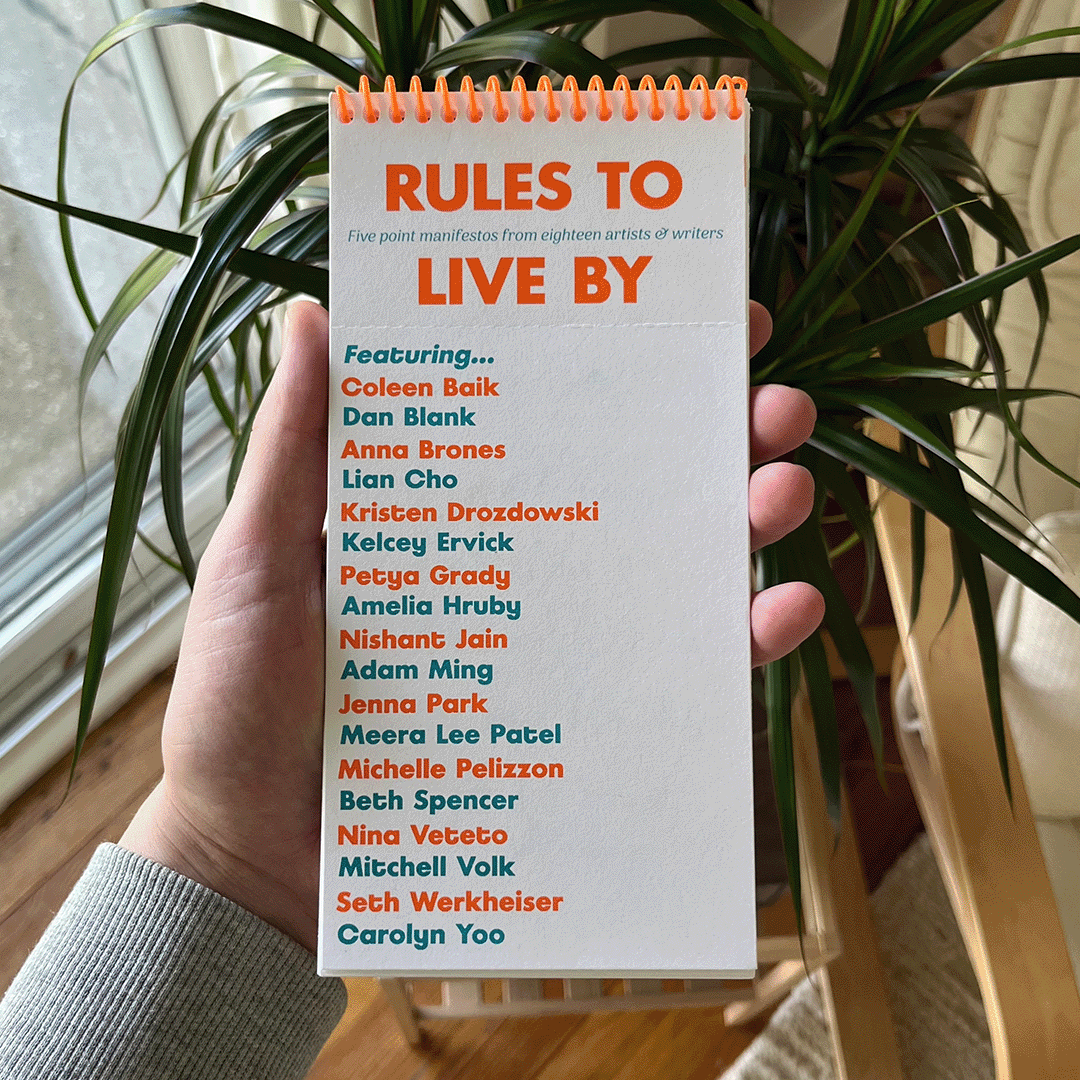 RULES TO
Five point manifestos from eighteen artists & writers
LIVE BY
Featuring...
Coleen Baik
Dan Blank
Anna Brones
Lian Cho
Kristen Drozdowski
Kelcey Ervick
Petya Grady
Amelia Hruby
Nishant Jain
Adam Ming
Jenna Park
Meera Lee Patel
Michelle Pelizzon
Beth Spencer
Nina Veteto
Mitchell Volk
Seth Werkheiser
Carolyn Yoo